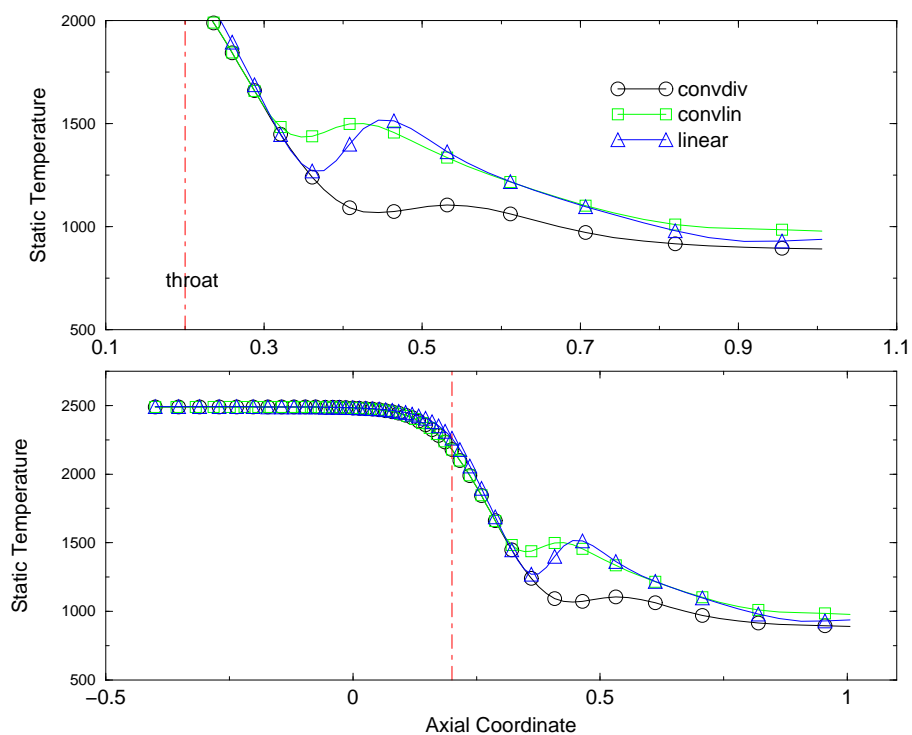 2000
convdiv
convlin
1500
linear
Static Temperature
1000
throat
500
0.1 0.3 0.5 0.7 0.9 1.1
2500
2000
Static Temperature
1500
1000
500
−0.5 0 0.5 1
Axial Coordinate